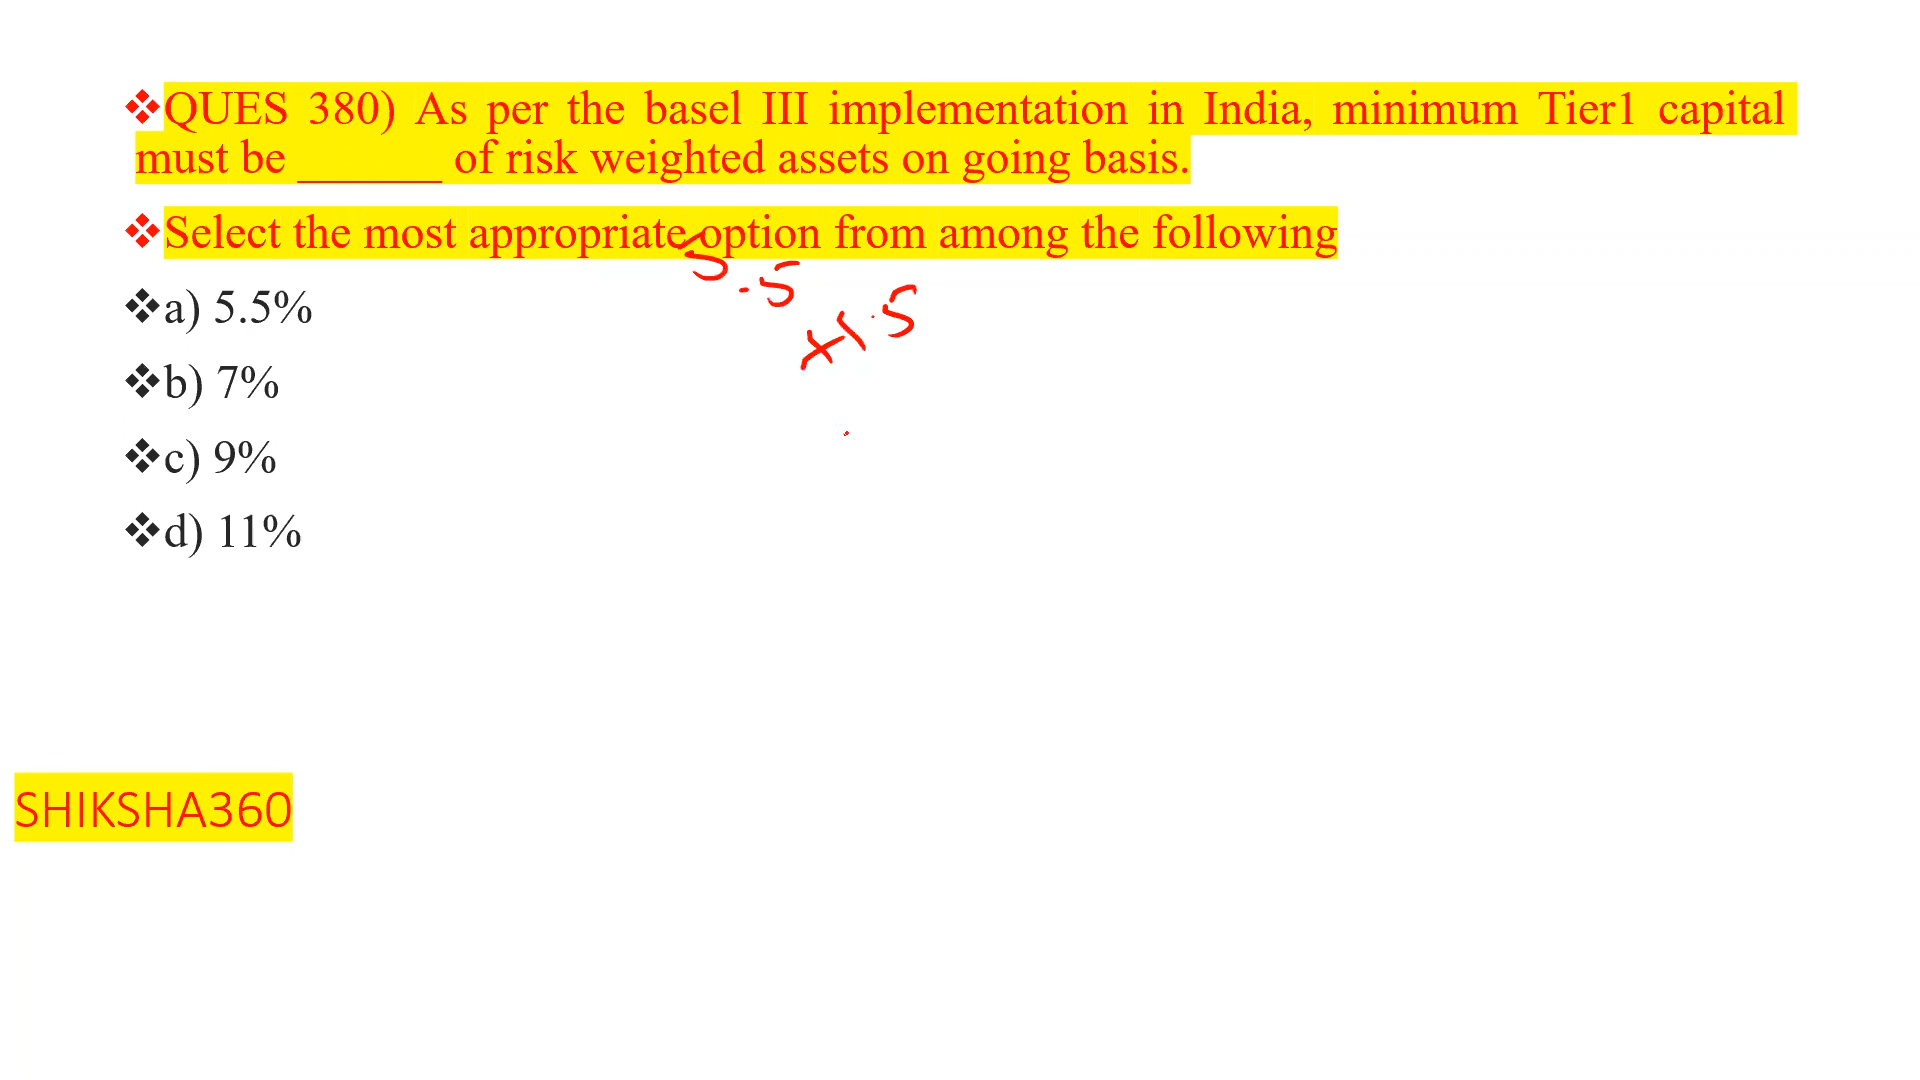 ❖QUES 380) As per the basel III implementation in India, minimum Tier1 capital
must be ______ of risk weighted assets on going basis.
❖Select the most appropriate option from among the following
5.5
+1.5
❖a) 5.5%
❖b) 7%
❖c) 9%
❖d) 11%
SHIKSHA360